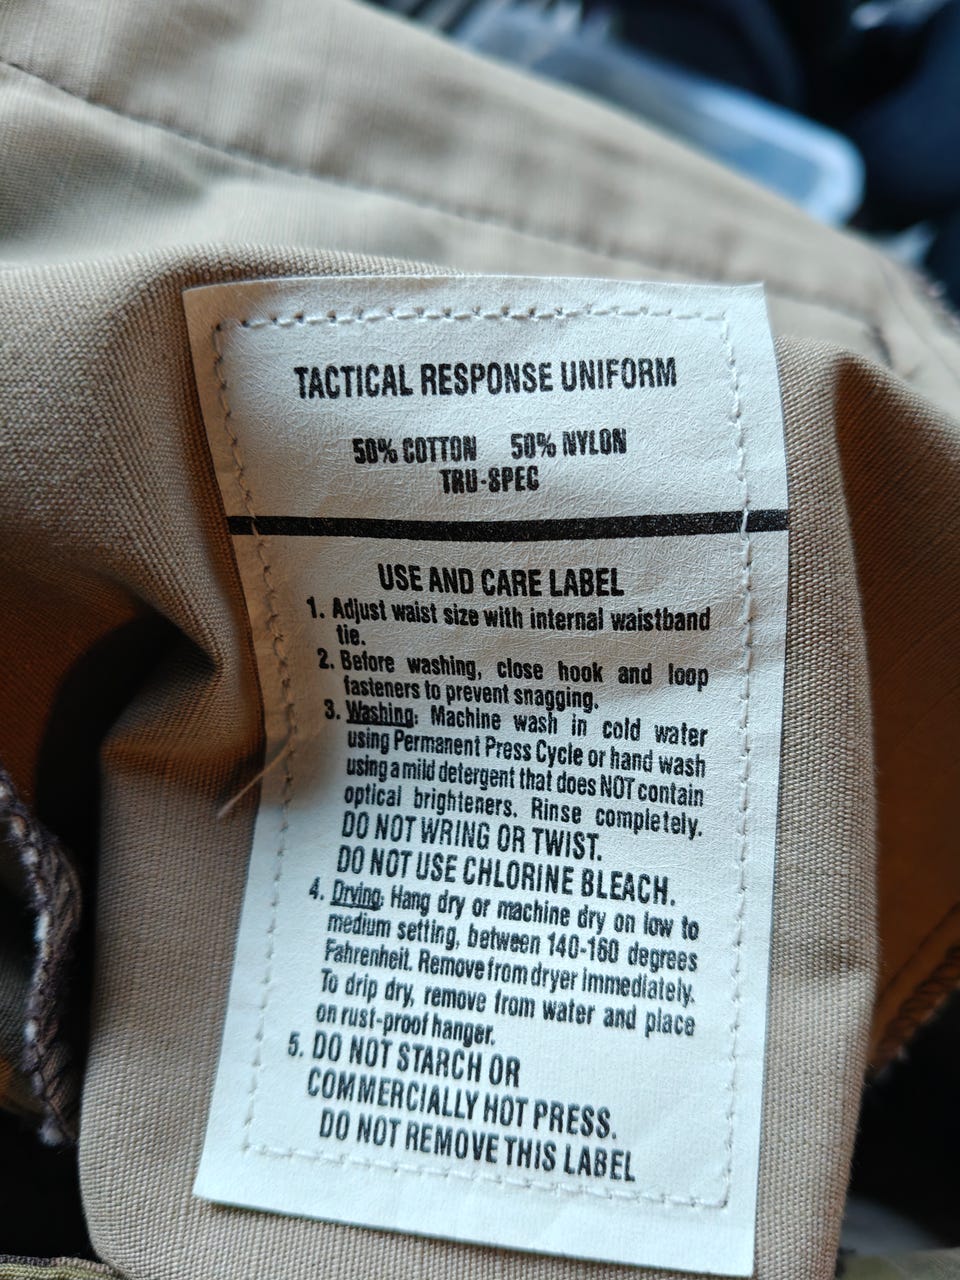 TACTICAL RESPONSE UNIFORM
50% COTTON 50% NYLON
TRU-SPEC
USE AND CARE LABEL
1. Adjust waist size with internal waistband
tie.
2. Before washing, close hook and loop
fasteners to prevent snagging.
3. Washing: Machine wash in cold water
using Permanent Press Cycle or hand wash
using a mild detergent that does NOT contain
optical brighteners. Rinse completely.
DO NOT WRING OR TWIST.
DO NOT USE CHLORINE BLEACH.
4. Drying: Hang dry or machine dry on low to
medium setting, between 140-160 degrees
Fahrenheit. Remove from dryer immediately.
To drip dry, remove from water and place
on rust-proof hanger.
5. DO NOT STARCH OR
COMMERCIALLY HOT PRESS.
DO NOT REMOVE THIS LABEL